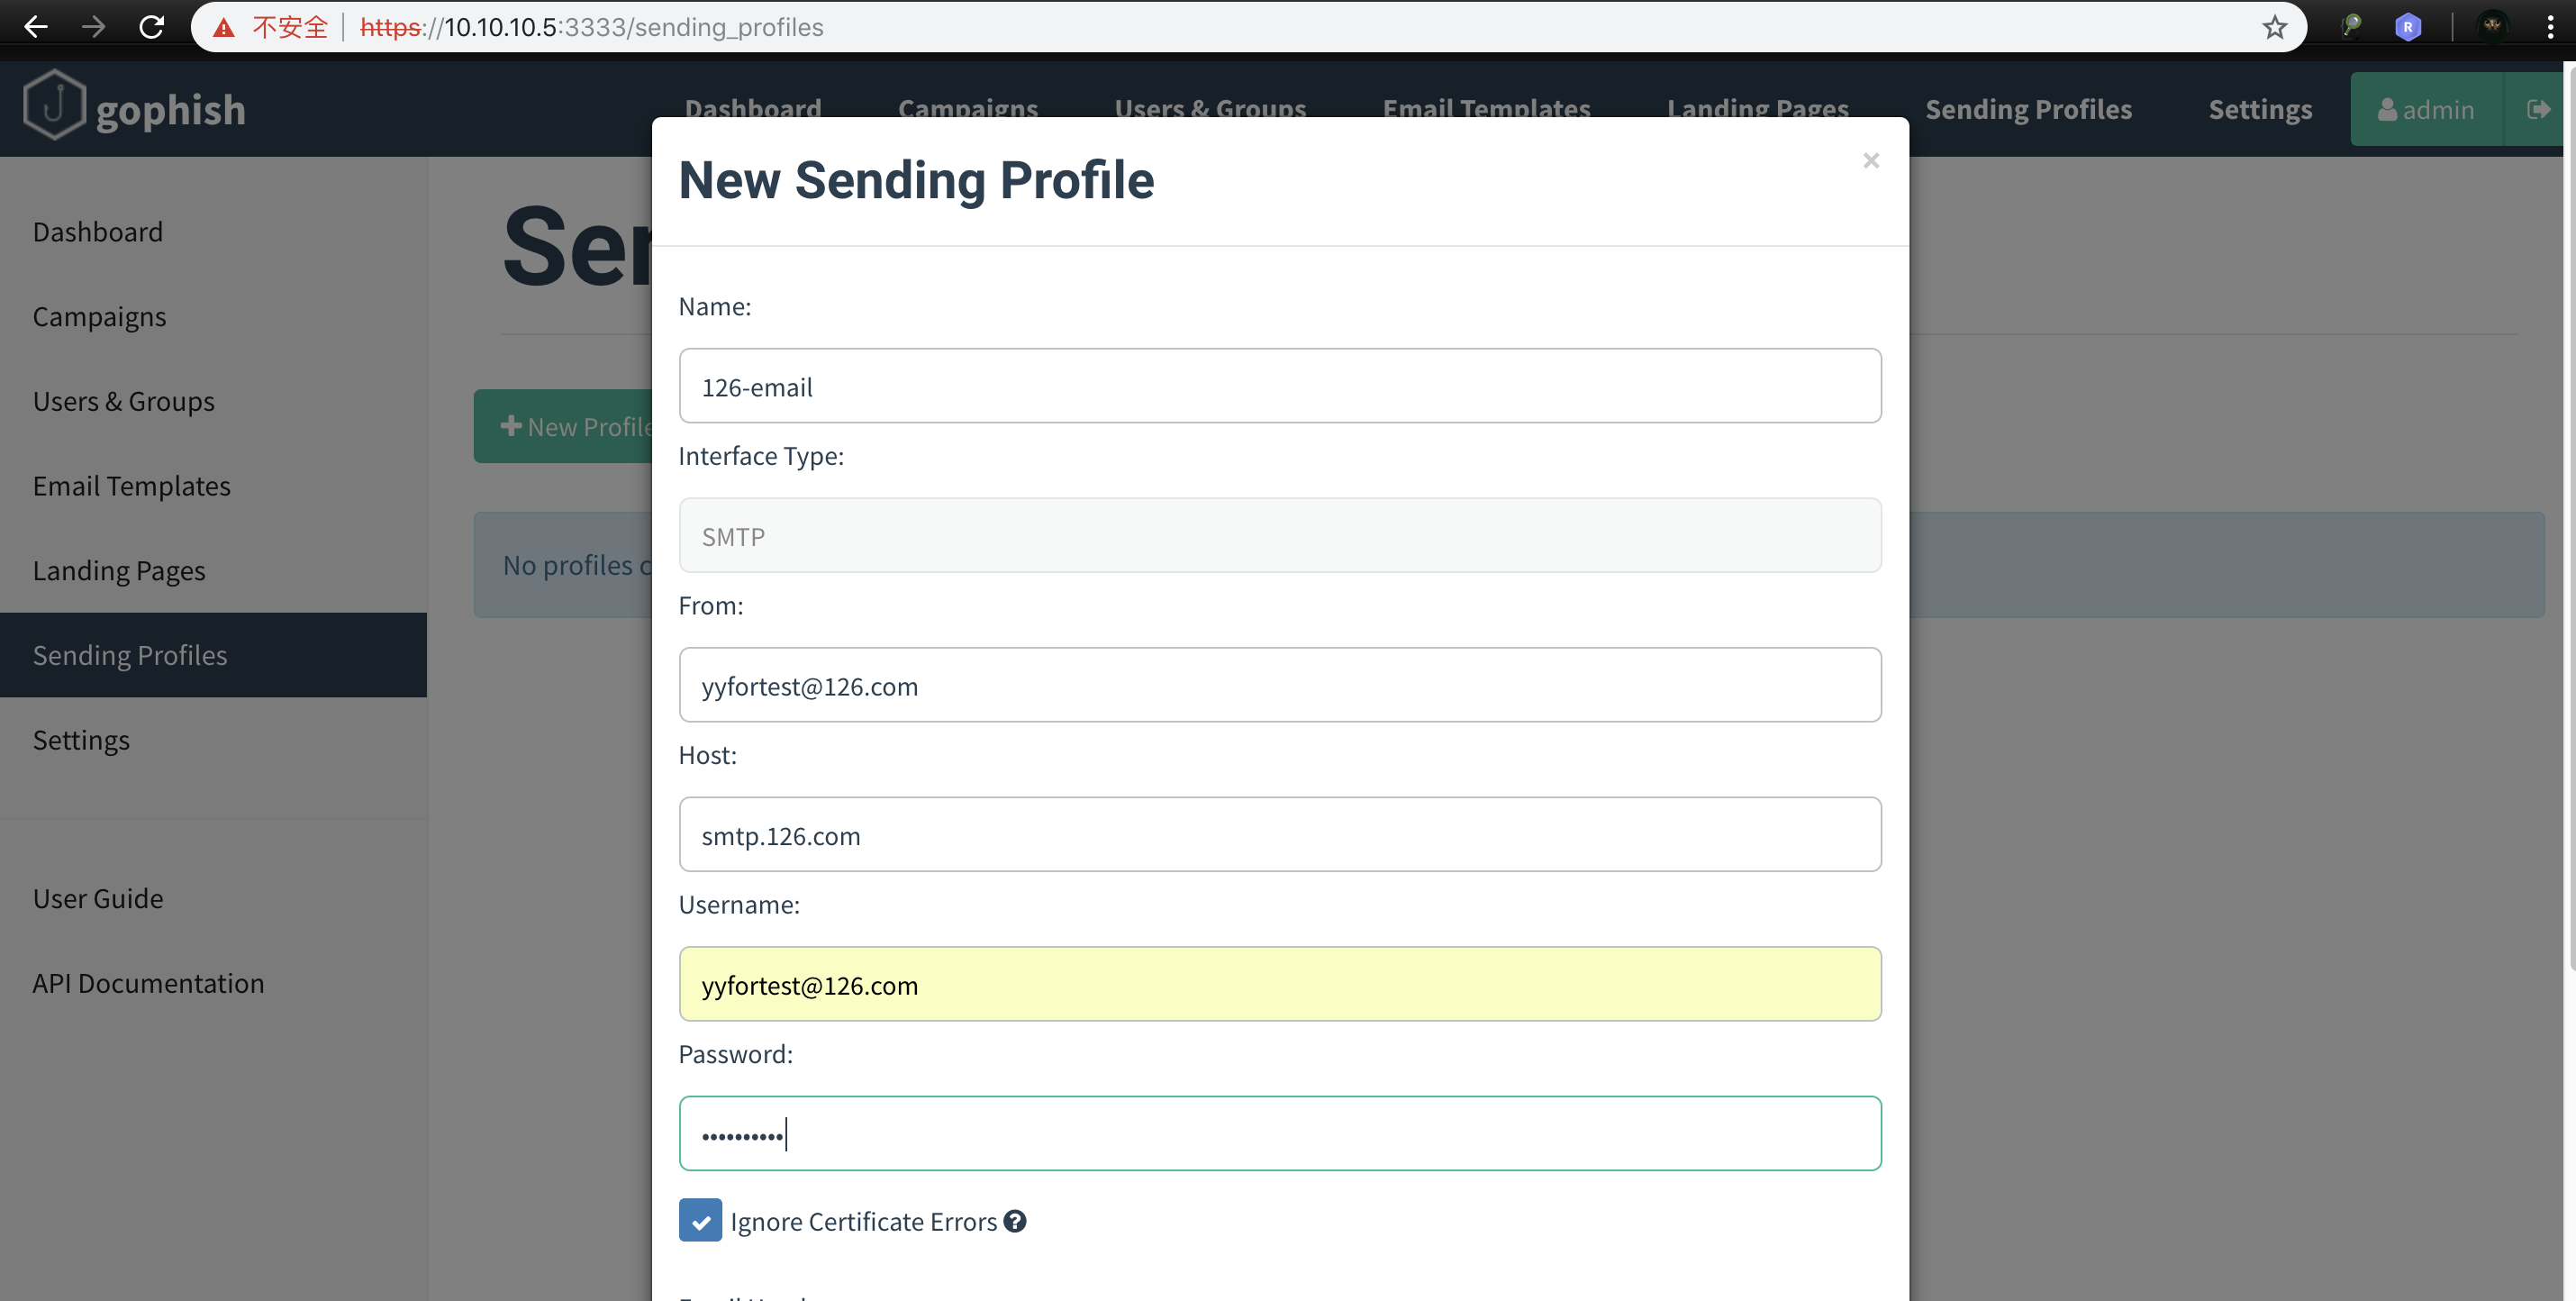 不安全 https://10.10.10.5:3333/sending_profiles
R
gophish
Dashboard Campaigns Users & Groups Email Templates Landing Pages Sending Profiles Settings admin
Dashboard
Campaigns
Users & Groups
Email Templates
Landing Pages
Sending Profiles
Settings
User Guide
API Documentation
Sen
New Profile
No profiles c
New Sending Profile
×
Name:
126-email
Interface Type:
SMTP
From:
yyfortest@126.com
Host:
smtp.126.com
Username:
yyfortest@126.com
Password:
••••••••••
Ignore Certificate Errors